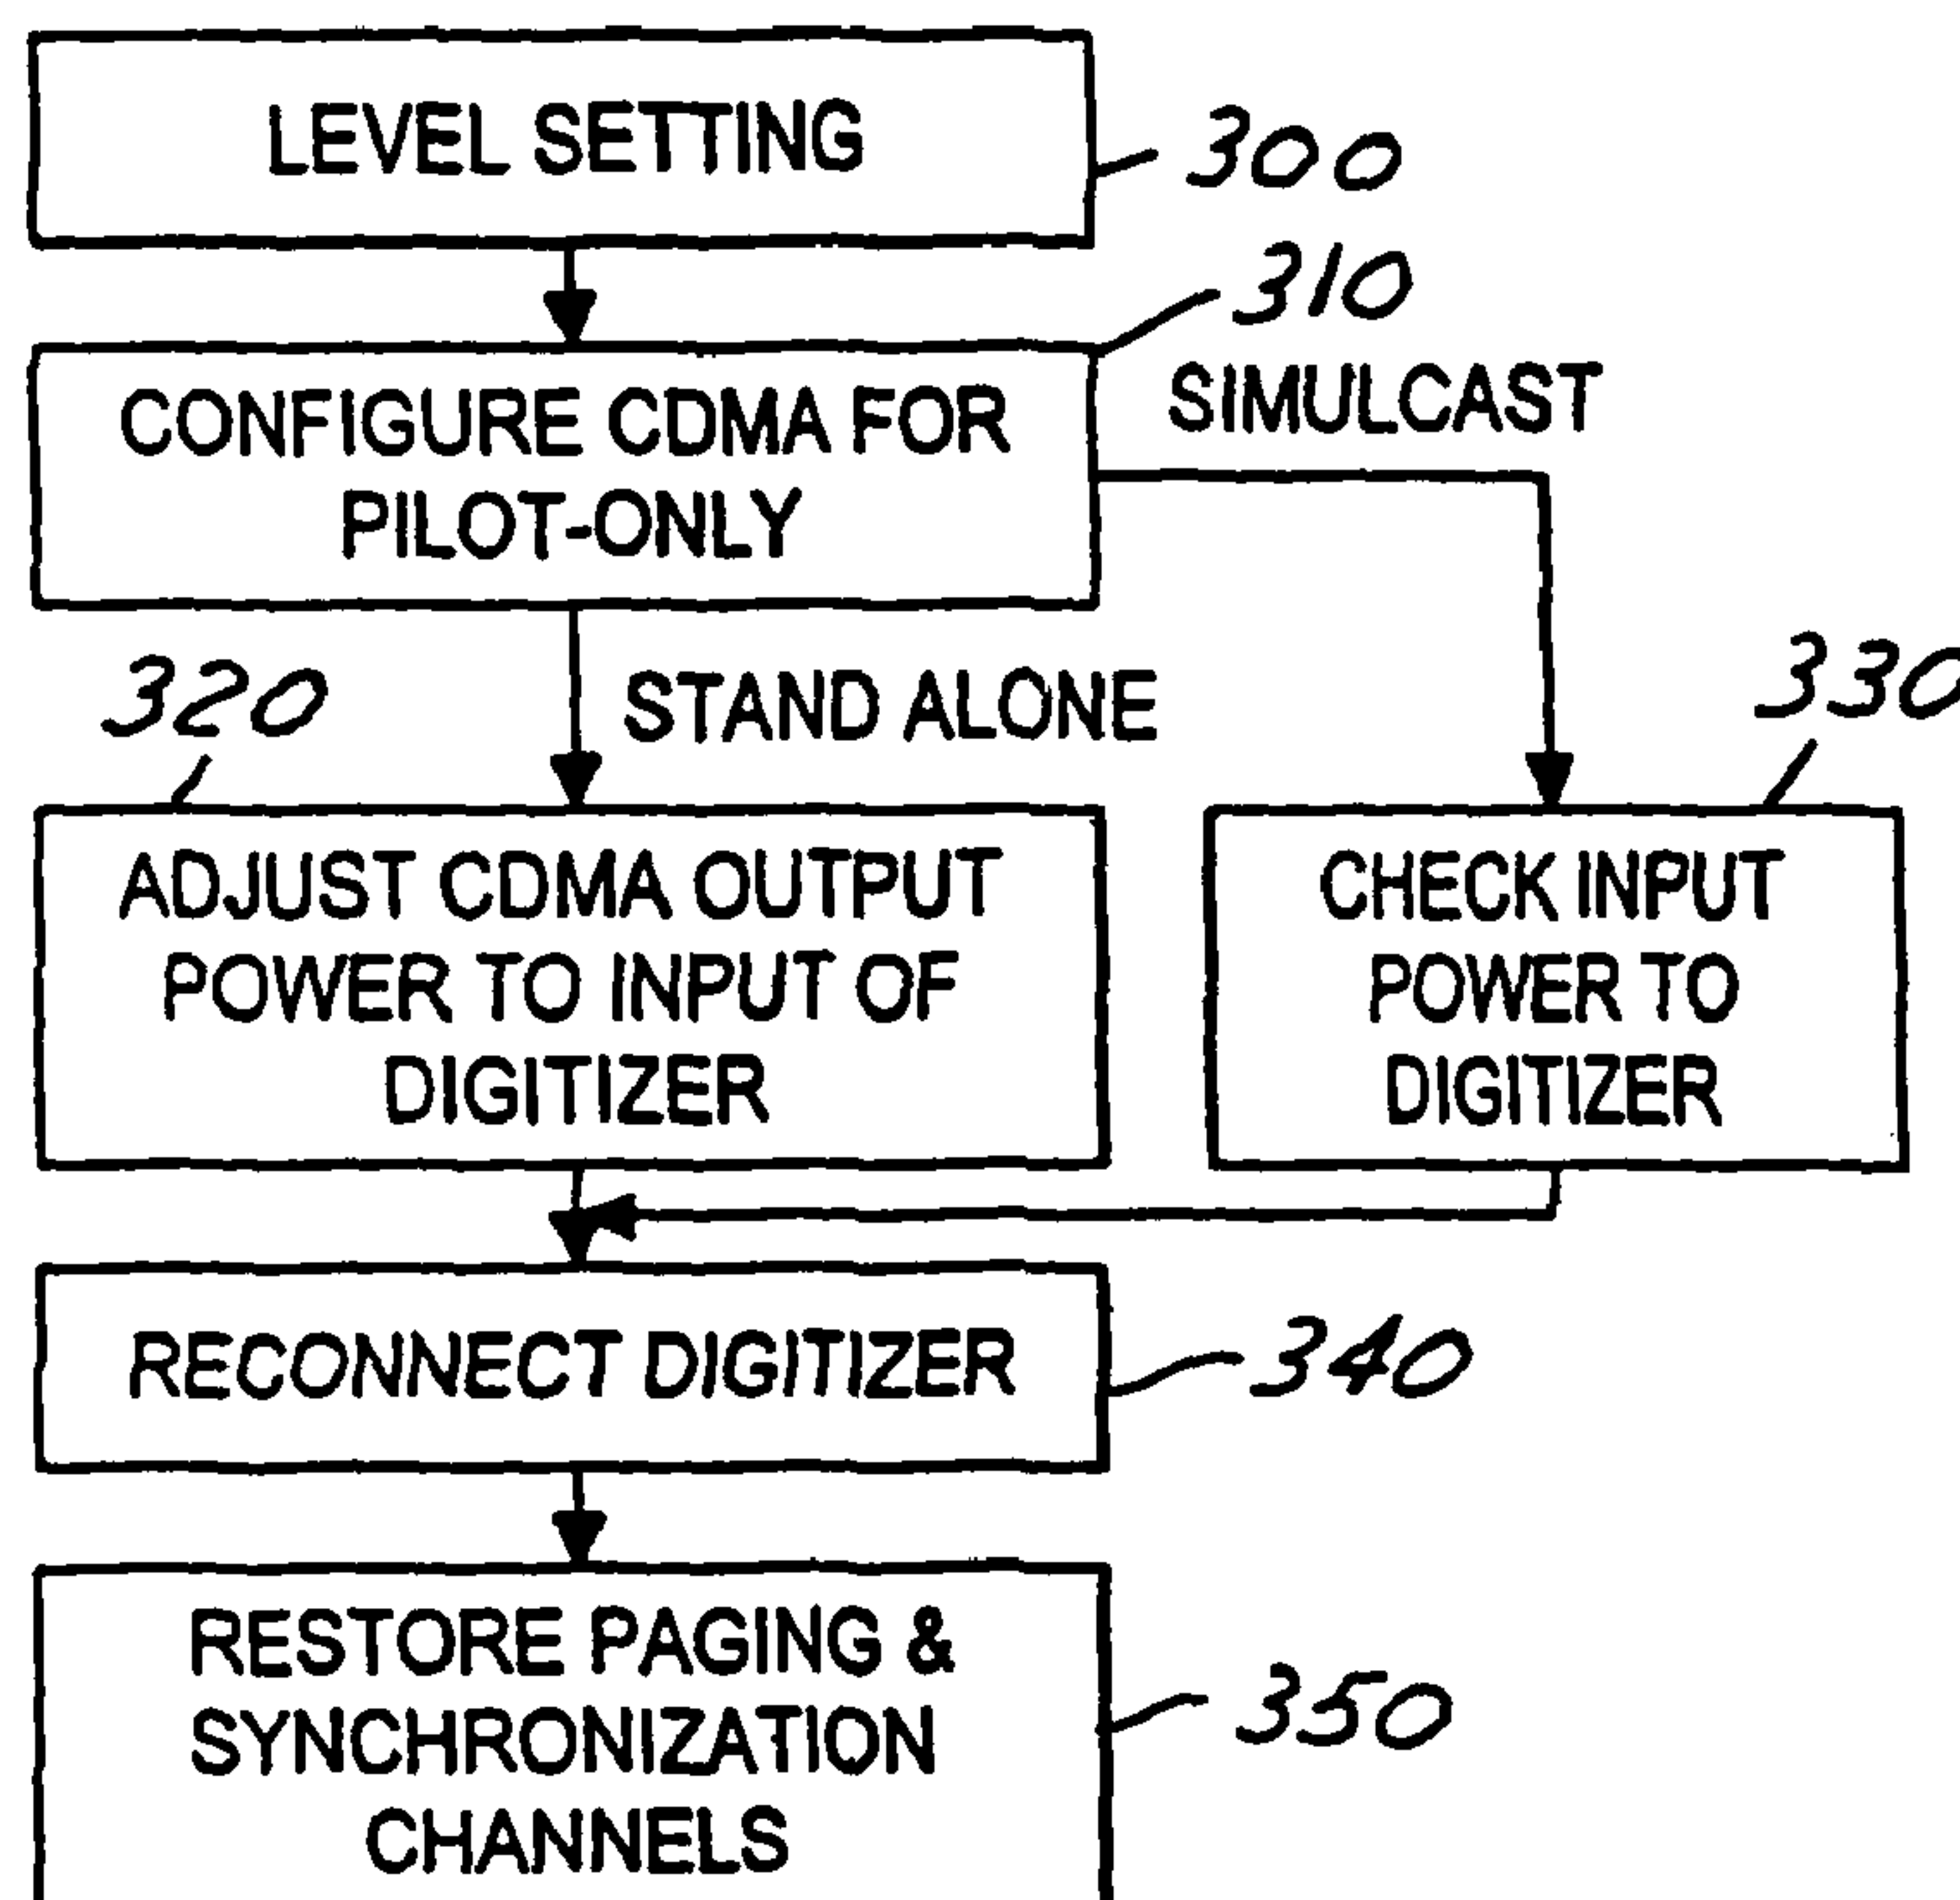 LEVEL SETTING
300
310
CONFIGURE CDMA FOR
PILOT-ONLY
SIMULCAST
320
STAND ALONE
330
ADJUST CDMA OUTPUT
POWER TO INPUT OF
DIGITIZER
CHECK INPUT
POWER TO
DIGITIZER
RECONNECT DIGITIZER
340
RESTORE PAGING &
SYNCHRONIZATION
CHANNELS
350